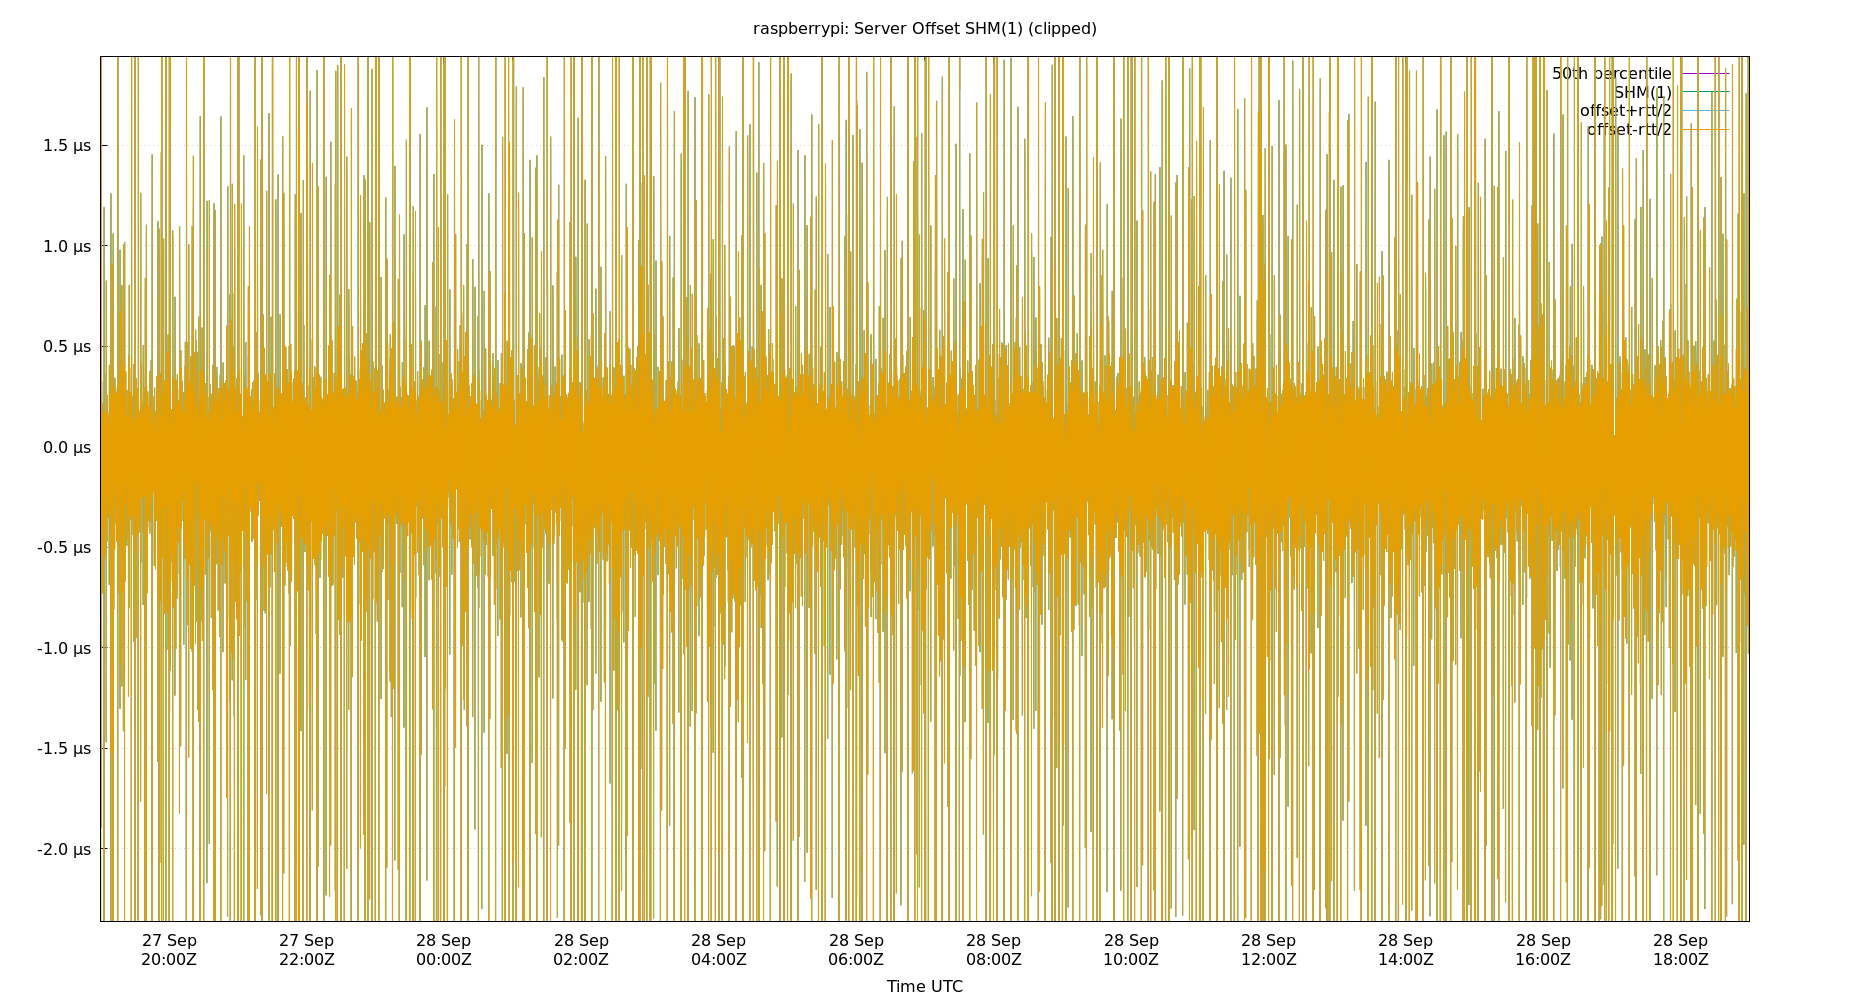 raspberrypi: Server Offset SHM(1) (clipped)
50th percentile
SHM(1)
offset+rtt/2
offset-rtt/2
1.5 µs
1.0 µs
0.5 µs
0.0 µs
-0.5 µs
-1.0 µs
-1.5 µs
-2.0 µs
27 Sep 27 Sep 28 Sep 28 Sep 28 Sep 28 Sep 28 Sep 28 Sep 28 Sep 28 Sep 28 Sep 28 Sep
20:00Z 22:00Z 00:00Z 02:00Z 04:00Z 06:00Z 08:00Z 10:00Z 12:00Z 14:00Z 16:00Z 18:00Z
Time UTC